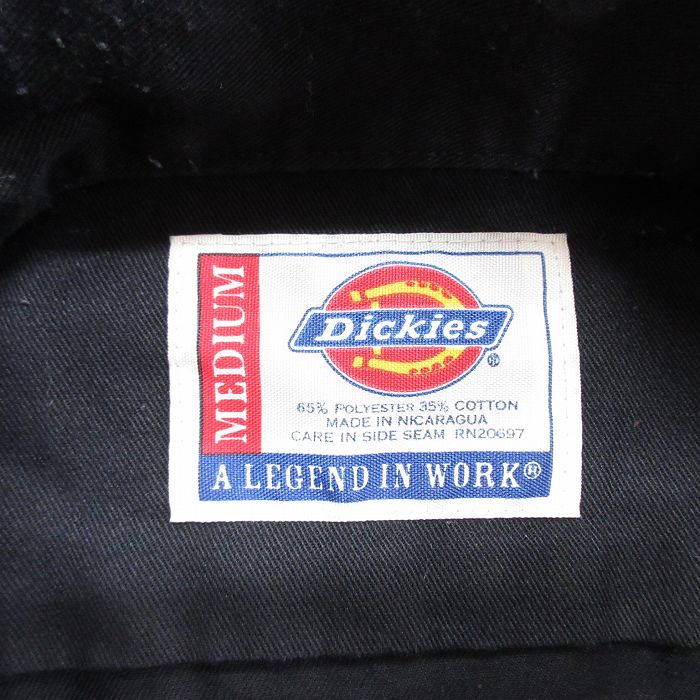 MEDIUM
Dickies®
65% POLYESTER 35% COTTON
MADE IN NICARAGUA
CARE IN SIDE SEAM RN20697
A LEGEND IN WORK®